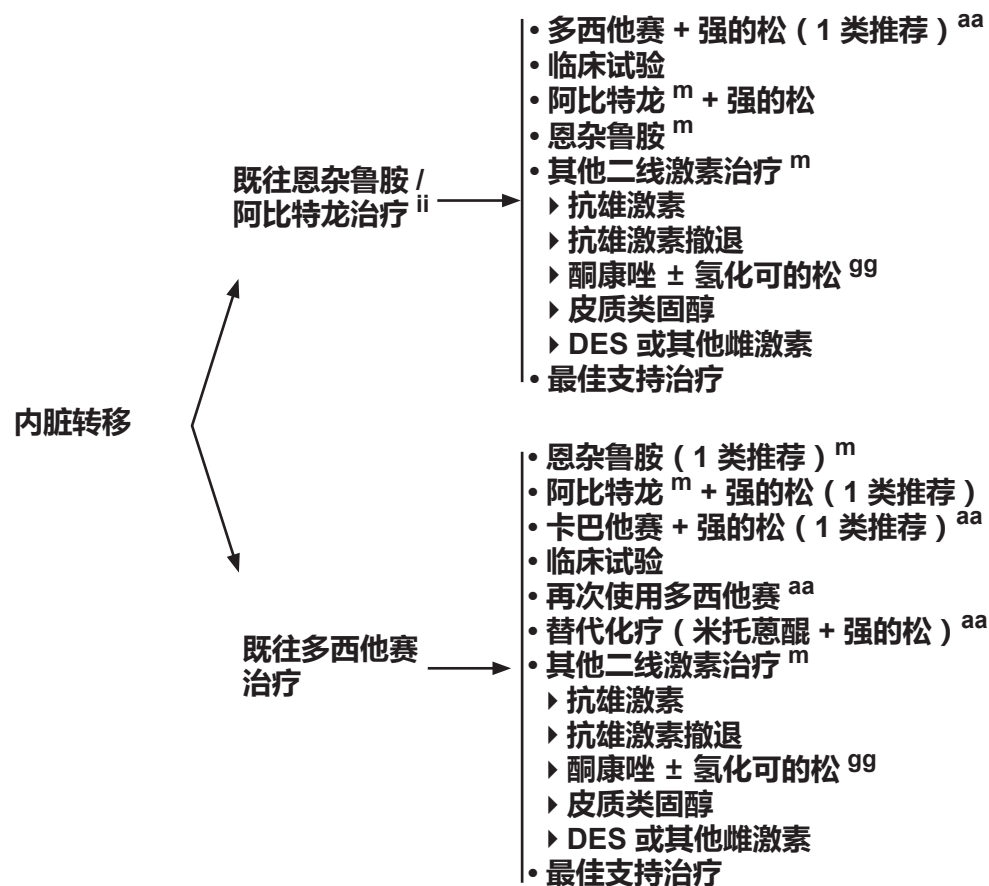 • 多西他赛 + 强的松（1 类推荐）aa
• 临床试验
• 阿比特龙 m + 强的松
• 恩杂鲁胺 m
• 其他二线激素治疗 m
▸ 抗雄激素
▸ 抗雄激素撤退
▸ 酮康唑 ± 氢化可的松 gg
▸ 皮质类固醇
▸ DES 或其他雌激素
• 最佳支持治疗
既往恩杂鲁胺 /
阿比特龙治疗 ii
内脏转移
• 恩杂鲁胺（1 类推荐）m
• 阿比特龙 m + 强的松（1 类推荐）
• 卡巴他赛 + 强的松（1 类推荐）aa
• 临床试验
• 再次使用多西他赛 aa
• 替代化疗（米托蒽醌 + 强的松）aa
• 其他二线激素治疗 m
▸ 抗雄激素
▸ 抗雄激素撤退
▸ 酮康唑 ± 氢化可的松 gg
▸ 皮质类固醇
▸ DES 或其他雌激素
• 最佳支持治疗
既往多西他赛
治疗